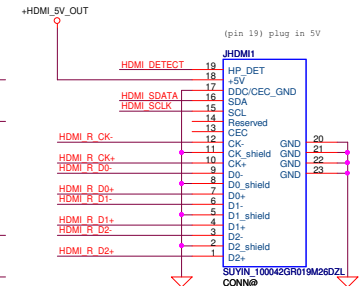 +HDMI_5V_OUT
(pin 19) plug in 5V
JHDMI1
HDMI_DETECT 19 HP_DET
18 +5V
17 DDC/CEC_GND
HDMI_SDATA 16 SDA
HDMI_SCLK 15 SCL
14 Reserved
13 CEC
HDMI_R_CK- 12 CK- GND 20
11 CK_shield GND 21
HDMI_R_CK+ 10 CK+ GND 22
HDMI_R_D0- 9 D0- GND 23
8 D0_shield
HDMI_R_D0+ 7 D0+
HDMI_R_D1- 6 D1-
5 D1_shield
HDMI_R_D1+ 4 D1+
HDMI_R_D2- 3 D2-
2 D2_shield
HDMI_R_D2+ 1 D2+
SUYIN_100042GR019M26DZL
CONN@